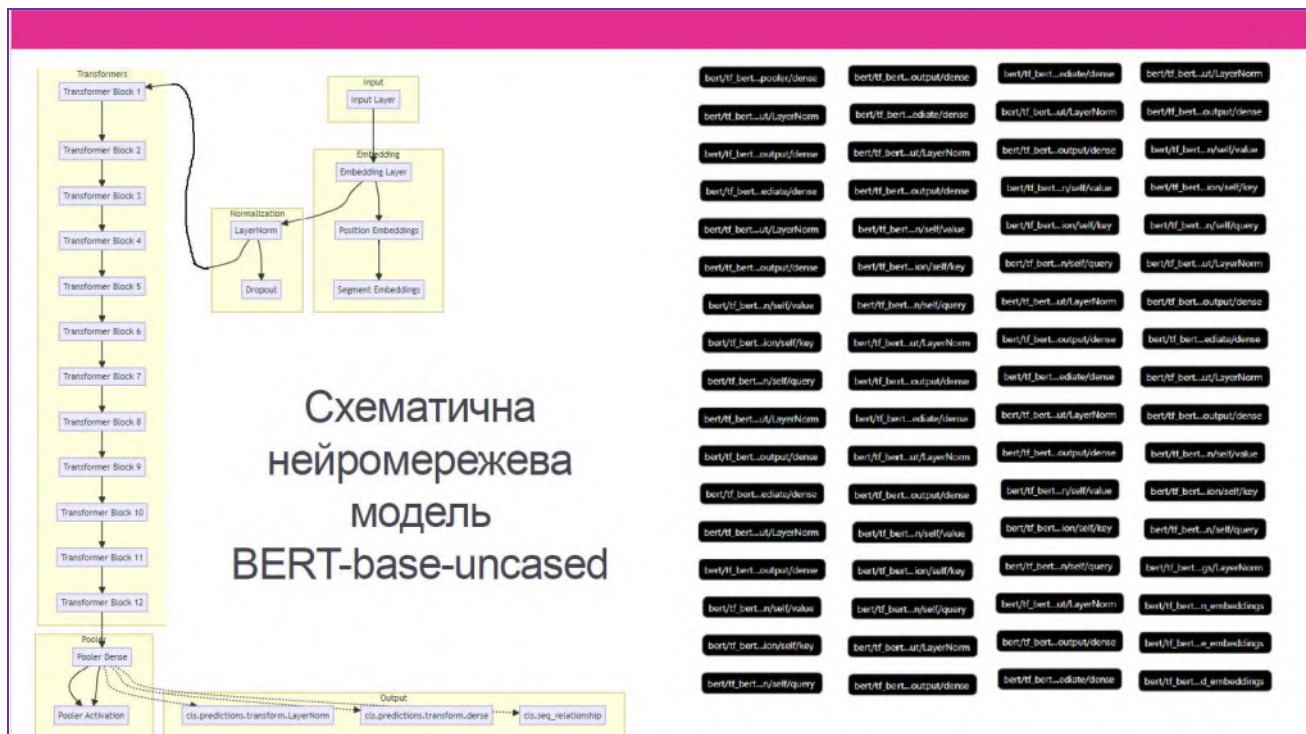 Transformers
Transformer Block 1
Transformer Block 2
Transformer Block 3
Transformer Block 4
Transformer Block 5
Transformer Block 6
Transformer Block 7
Transformer Block 8
Transformer Block 9
Transformer Block 10
Transformer Block 11
Transformer Block 12
Pooler
Pooler Dense
Pooler Activation
Input
Input Layer
Embedding
Embedding Layer
Position Embeddings
Segment Embeddings
Normalization
LayerNorm
Dropout
Output
cls.predictions.transform.LayerNorm
cls.predictions.transform.dense
cls.seq_relationship
Схематична
нейромережева
модель
BERT-base-uncased
bert/tf_bert...pooler/dense
bert/tf_bert...ut/LayerNorm
bert/tf_bert...output/dense
bert/tf_bert...ediate/dense
bert/tf_bert...ut/LayerNorm
bert/tf_bert...output/dense
bert/tf_bert...n/self/value
bert/tf_bert...ion/self/key
bert/tf_bert...n/self/query
bert/tf_bert...ut/LayerNorm
bert/tf_bert...output/dense
bert/tf_bert...ediate/dense
bert/tf_bert...ut/LayerNorm
bert/tf_bert...output/dense
bert/tf_bert...n/self/value
bert/tf_bert...ion/self/key
bert/tf_bert...n/self/query
bert/tf_bert...output/dense
bert/tf_bert...ediate/dense
bert/tf_bert...ut/LayerNorm
bert/tf_bert...output/dense
bert/tf_bert...n/self/value
bert/tf_bert...ion/self/key
bert/tf_bert...n/self/query
bert/tf_bert...ut/LayerNorm
bert/tf_bert...output/dense
bert/tf_bert...ediate/dense
bert/tf_bert...ut/LayerNorm
bert/tf_bert...output/dense
bert/tf_bert...n/self/value
bert/tf_bert...ion/self/key
bert/tf_bert...n/self/query
bert/tf_bert...ut/LayerNorm
bert/tf_bert...output/dense
bert/tf_bert...ediate/dense
bert/tf_bert...ut/LayerNorm
bert/tf_bert...output/dense
bert/tf_bert...n/self/value
bert/tf_bert...ion/self/key
bert/tf_bert...n/self/query
bert/tf_bert...ut/LayerNorm
bert/tf_bert...output/dense
bert/tf_bert...ediate/dense
bert/tf_bert...ut/LayerNorm
bert/tf_bert...output/dense
bert/tf_bert...n/self/value
bert/tf_bert...ion/self/key
bert/tf_bert...n/self/query
bert/tf_bert...ut/LayerNorm
bert/tf_bert...output/dense
bert/tf_bert...ediate/dense
bert/tf_bert...ut/LayerNorm
bert/tf_bert...output/dense
bert/tf_bert...n/self/value
bert/tf_bert...ion/self/key
bert/tf_bert...n/self/query
bert/tf_bert...ut/LayerNorm
bert/tf_bert...output/dense
bert/tf_bert...ediate/dense
bert/tf_bert...ut/LayerNorm
bert/tf_bert...output/dense
bert/tf_bert...n/self/value
bert/tf_bert...ion/self/key
bert/tf_bert...n/self/query
bert/tf_bert...gs/LayerNorm
bert/tf_bert...n_embeddings
bert/tf_bert...e_embeddings
bert/tf_bert...d_embeddings